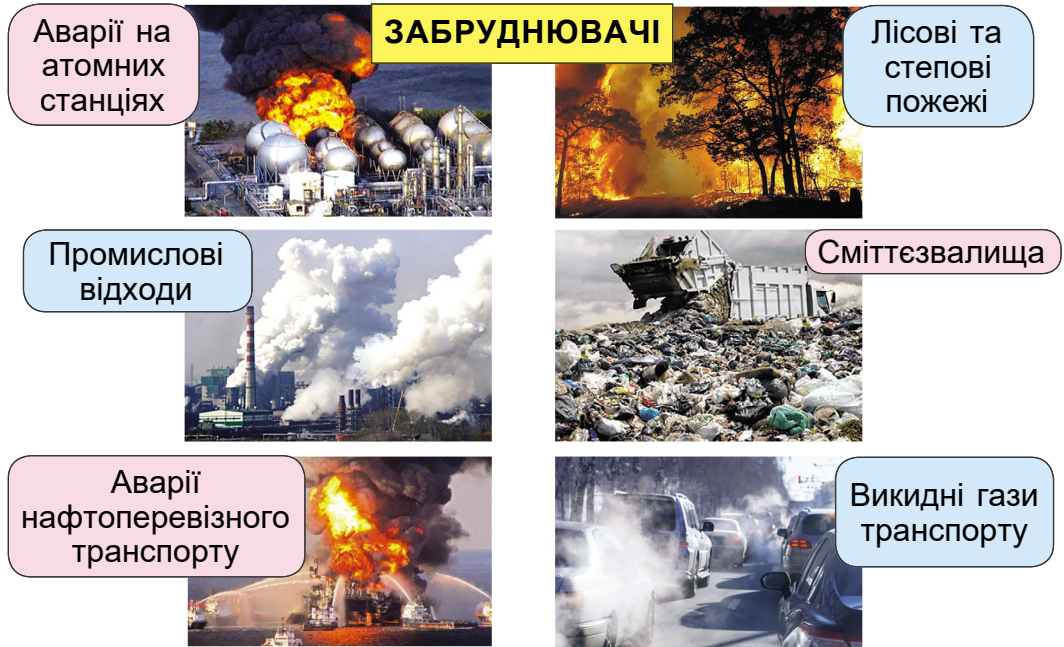 ЗАБРУДНЮВАЧІ
Аварії на
атомних
станціях
Лісові та
степові
пожежі
Промислові
відходи
Сміттєзвалища
Аварії
нафтоперевізного
транспорту
Викидні гази
транспорту